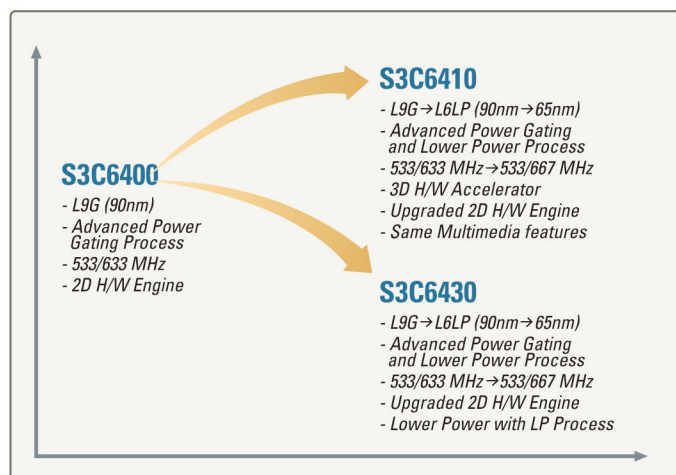 S3C6400
- L9G (90nm)
- Advanced Power
Gating Process
- 533/633 MHz
- 2D H/W Engine
S3C6410
- L9G→L6LP (90nm→65nm)
- Advanced Power Gating
and Lower Power Process
- 533/633 MHz→533/667 MHz
- 3D H/W Accelerator
- Upgraded 2D H/W Engine
- Same Multimedia features
S3C6430
- L9G→L6LP (90nm→65nm)
- Advanced Power Gating
and Lower Power Process
- 533/633 MHz→533/667 MHz
- Upgraded 2D H/W Engine
- Lower Power with LP Process